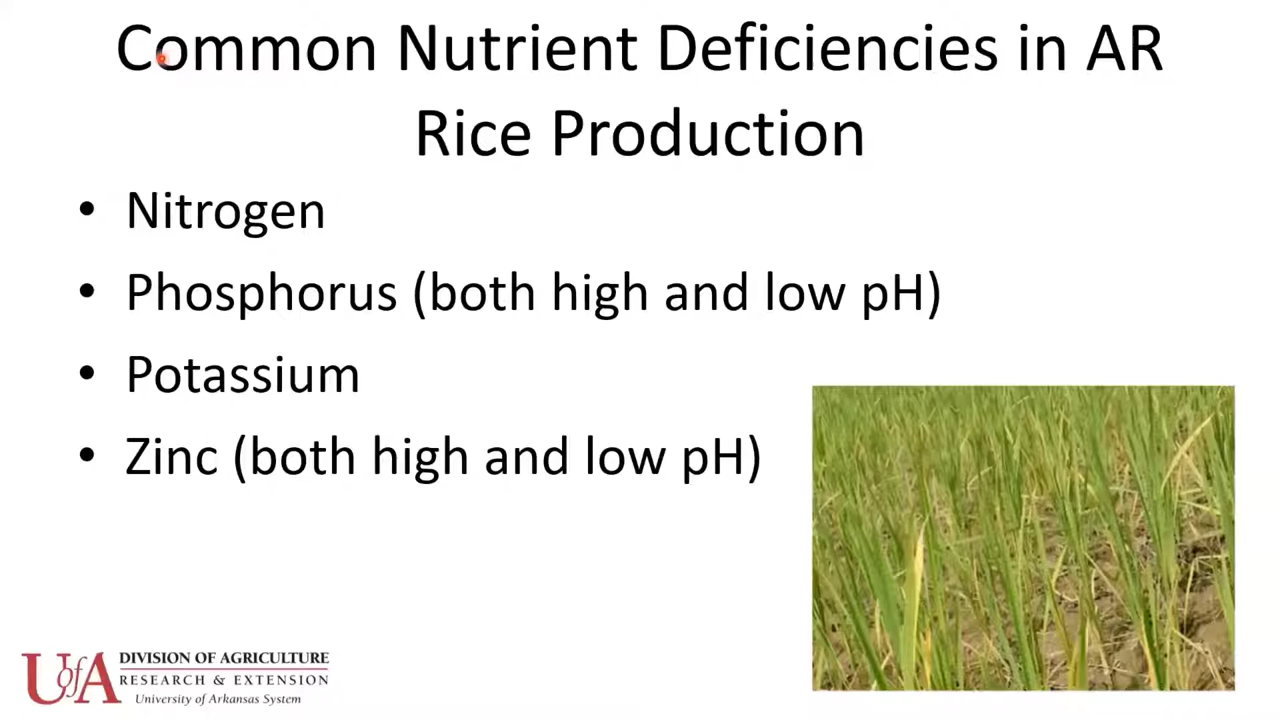 Common Nutrient Deficiencies in AR
Rice Production
• Nitrogen
• Phosphorus (both high and low pH)
• Potassium
• Zinc (both high and low pH)
UofA DIVISION OF AGRICULTURE
RESEARCH & EXTENSION
University of Arkansas System